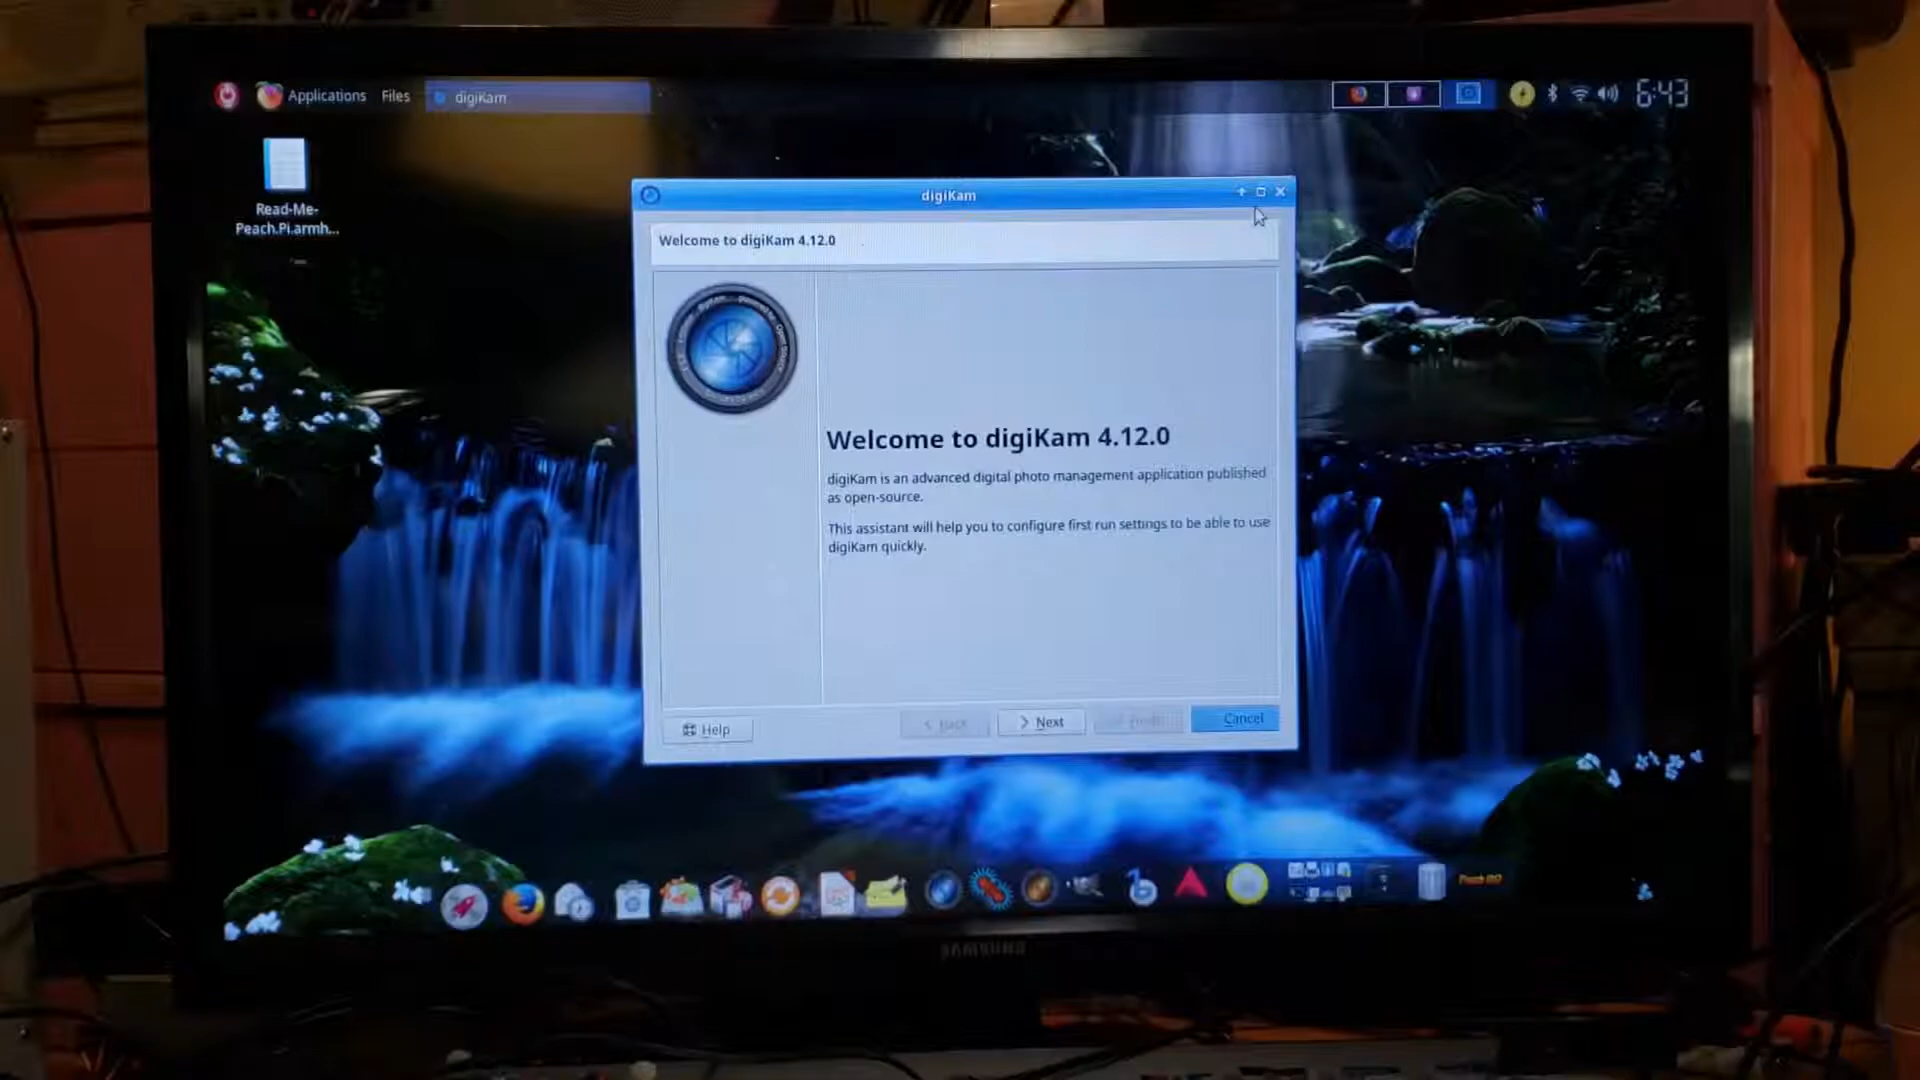 Applications Files digiKam 6:43
Read-Me-
Peach.Pi.armh...
digiKam
Welcome to digiKam 4.12.0
Welcome to digiKam 4.12.0
digiKam is an advanced digital photo management application published
as open-source.
This assistant will help you to configure first run settings to be able to use
digiKam quickly.
Help < Back > Next Cancel
SAMSUNG